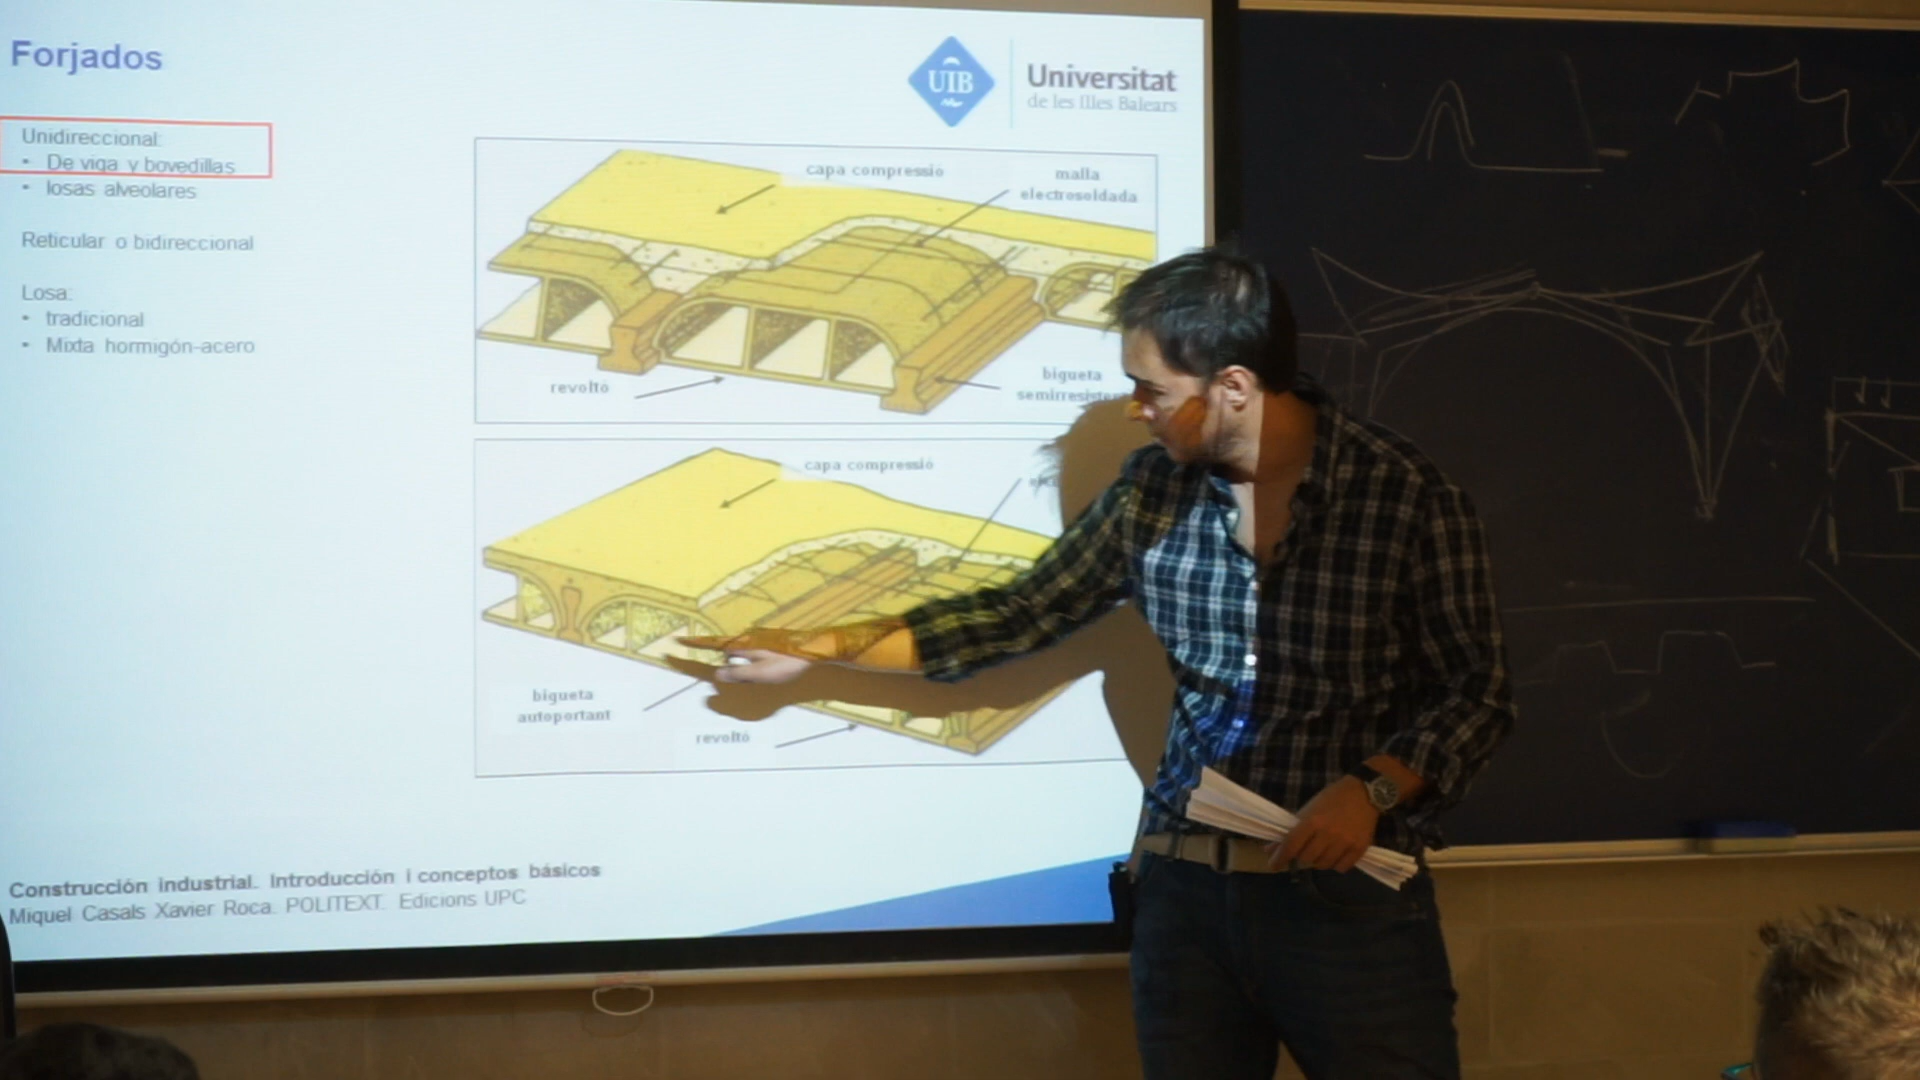 Forjados
UIB
Universitat
de les Illes Balears
Unidireccional:
• De viga y bovedillas
• losas alveolares
Reticular o bidireccional
Losa:
• tradicional
• Mixta hormigón-acero
capa compressió
malla
electrosoldada
revoltó
bigueta
capa compressió
bigueta
autoportant
revoltó
Construcción industrial. Introducción i conceptos básicos
Miquel Casals Xavier Roca. POLITEXT. Edicions UPC